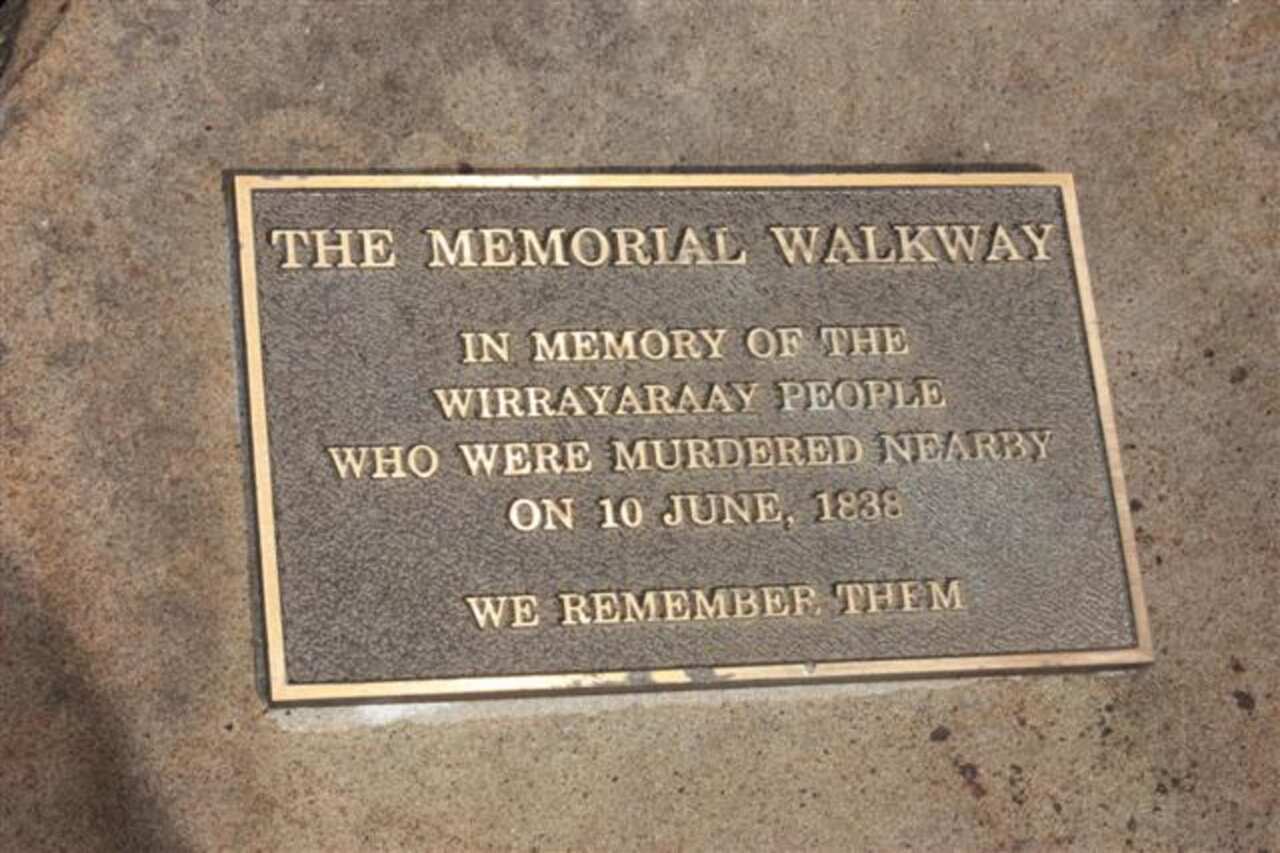 THE MEMORIAL WALKWAY
IN MEMORY OF THE
WIRRAYARAAY PEOPLE
WHO WERE MURDERED NEARBY
ON 10 JUNE, 1838
WE REMEMBER THEM